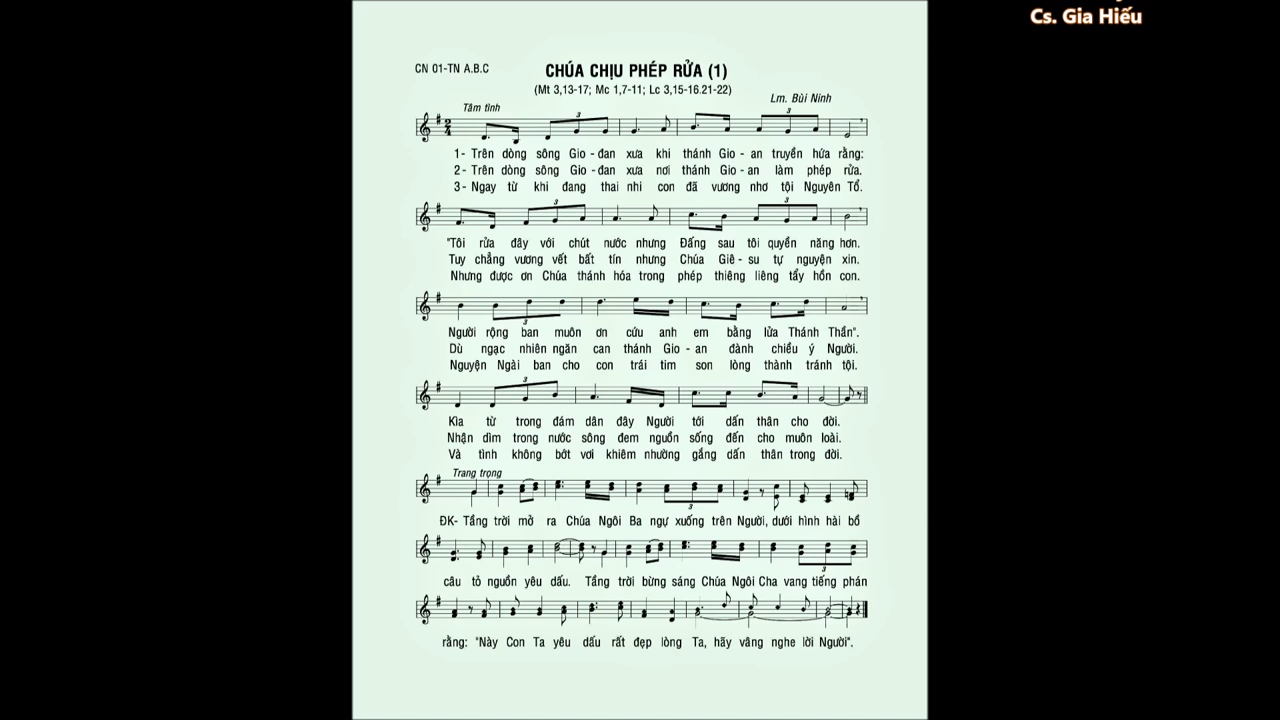 Cs. Gia Hiếu
CN 01-TN A.B.C
CHÚA CHỊU PHÉP RỬA (1)
(Mt 3,13-17; Mc 1,7-11; Lc 3,15-16.21-22)
Lm. Bùi Ninh
Tâm tình
1- Trên dòng sông Gio - đan xưa khi thánh Gio - an truyền hứa rằng:
2- Trên dòng sông Gio - đan xưa nơi thánh Gio - an làm phép rửa.
3- Ngay từ khi đang thai nhi con đã vương nhơ tội Nguyên Tổ.
"Tôi rửa đây với chút nước nhưng Đấng sau tôi quyền năng hơn.
Tuy chẳng vương vết bất tín nhưng Chúa Giê - su tự nguyện xin.
Nhưng được ơn Chúa thánh hóa trong phép thiêng liêng tẩy hồn con.
Người rộng ban muôn ơn cứu anh em bằng lửa Thánh Thần".
Dù ngạc nhiên ngăn can thánh Gio - an đành chiều ý Người.
Nguyện Ngài ban cho con trái tim son lòng thành tránh tội.
Kìa từ trong đám dân đây Người tới dấn thân cho đời.
Nhận dìm trong nước sông đem nguồn sống đến cho muôn loài.
Và tình không bớt vơi khiêm nhường gắng dấn thân trong đời.
Trang trọng
ĐK- Tầng trời mở ra Chúa Ngôi Ba ngự xuống trên Người, dưới hình hài bồ
câu tỏ nguồn yêu dấu. Tầng trời bừng sáng Chúa Ngôi Cha vang tiếng phán
rằng: "Này Con Ta yêu dấu rất đẹp lòng Ta, hãy vâng nghe lời Người".